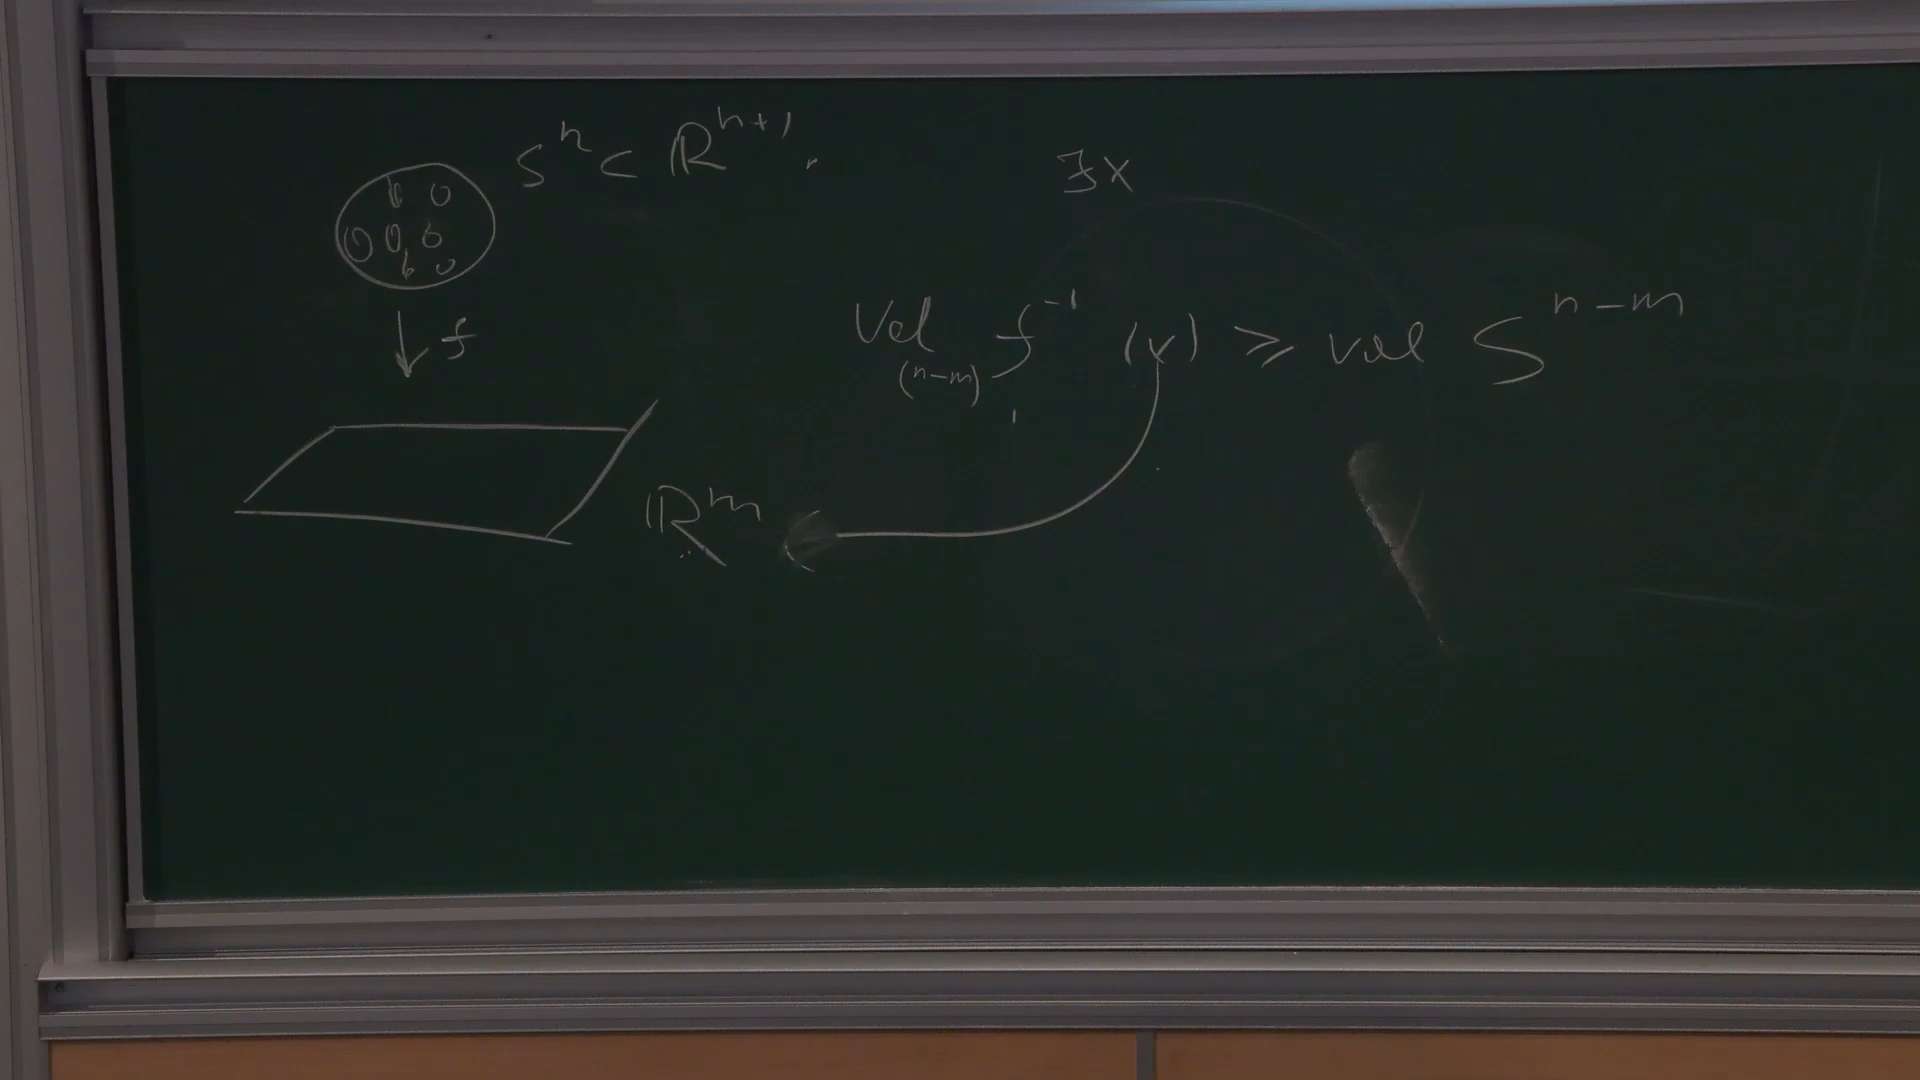 Sⁿ ⊂ ℝⁿ⁺¹.
∃x
↓ f
Vol₍ₙ₋ₘ₎ f⁻¹ (x) ⩾ vol Sⁿ⁻ᵐ
ℝᵐ